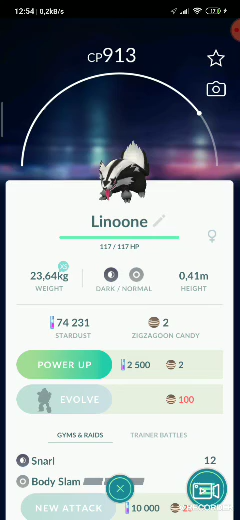 12:54 | 0,2kB/s
CP913
Linoone
117 / 117 HP
XS
23,64kg
WEIGHT
DARK / NORMAL
0,41m
HEIGHT
74 231
STARDUST
2
ZIGZAGOON CANDY
POWER UP 2 500 2
EVOLVE 100
GYMS & RAIDS TRAINER BATTLES
Snarl 12
Body Slam
NEW ATTACK 10 000